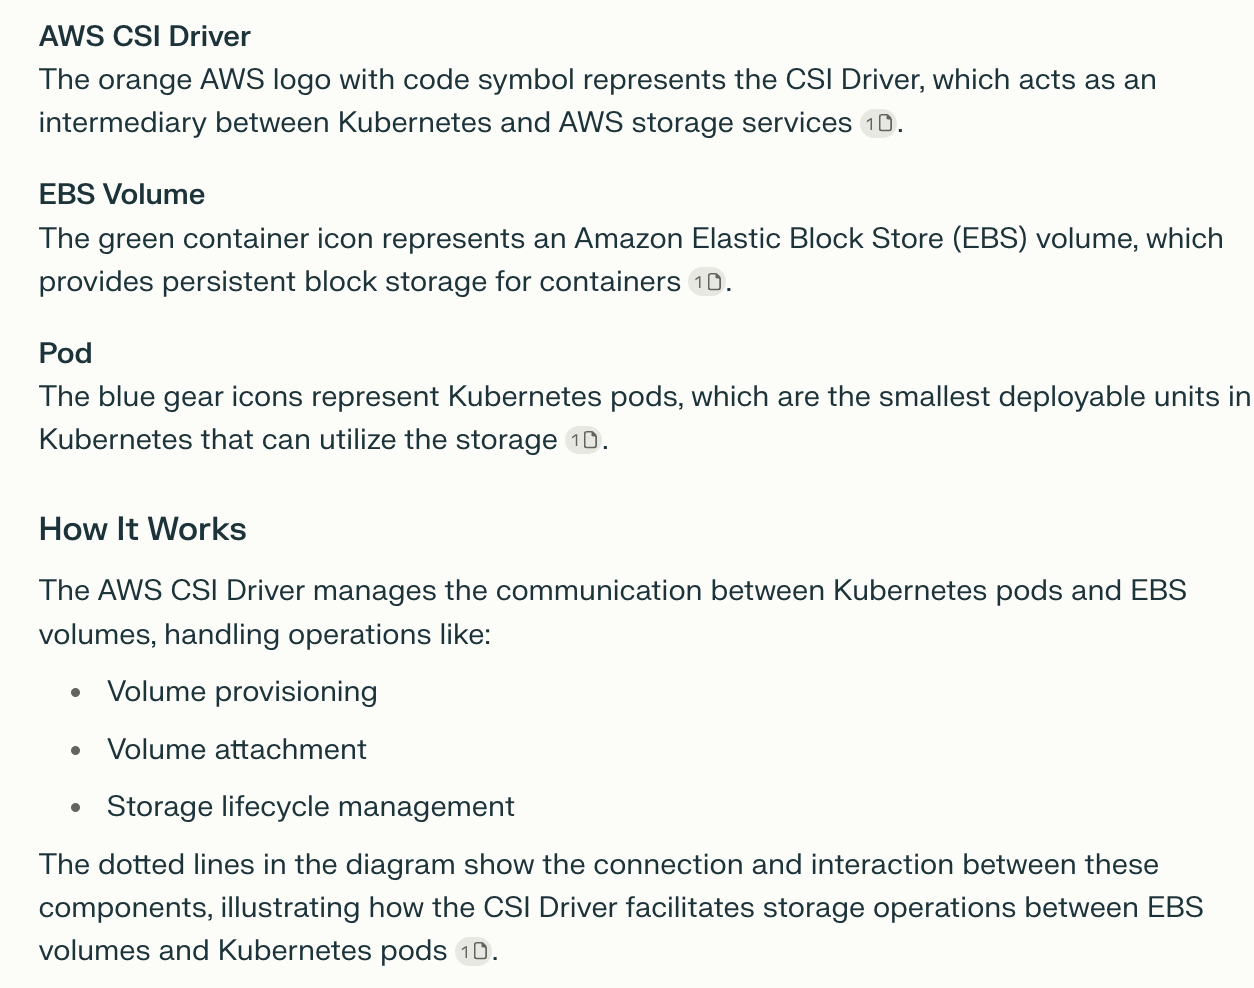 AWS CSI Driver
The orange AWS logo with code symbol represents the CSI Driver, which acts as an
intermediary between Kubernetes and AWS storage services 1.
EBS Volume
The green container icon represents an Amazon Elastic Block Store (EBS) volume, which
provides persistent block storage for containers 1.
Pod
The blue gear icons represent Kubernetes pods, which are the smallest deployable units in
Kubernetes that can utilize the storage 1.
How It Works
The AWS CSI Driver manages the communication between Kubernetes pods and EBS
volumes, handling operations like:
• Volume provisioning
• Volume attachment
• Storage lifecycle management
The dotted lines in the diagram show the connection and interaction between these
components, illustrating how the CSI Driver facilitates storage operations between EBS
volumes and Kubernetes pods 1.